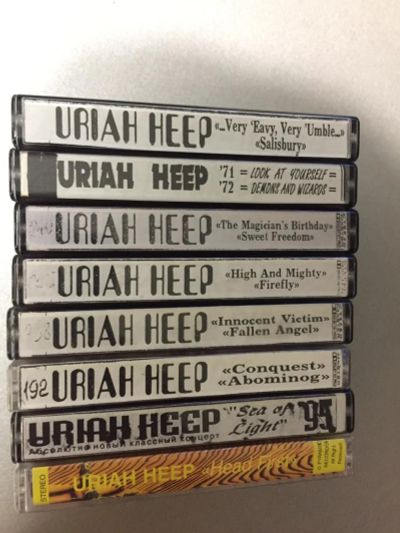 URIAH HEEP «...Very 'Eavy, Very 'Umble...»
«Salisbury»
URIAH HEEP '71 = LOOK AT YOURSELF =
'72 = DEMONS AND WIZARDS =
URIAH HEEP «The Magician's Birthday»
«Sweet Freedom»
URIAH HEEP «High And Mighty»
«Firefly»
URIAH HEEP «Innocent Victim»
«Fallen Angel»
192 URIAH HEEP «Conquest»
«Abominog»
URIAH HEEP "Sea of Light" '95
Абсолютно новый классный концерт
STEREO URIAH HEEP «Head First»